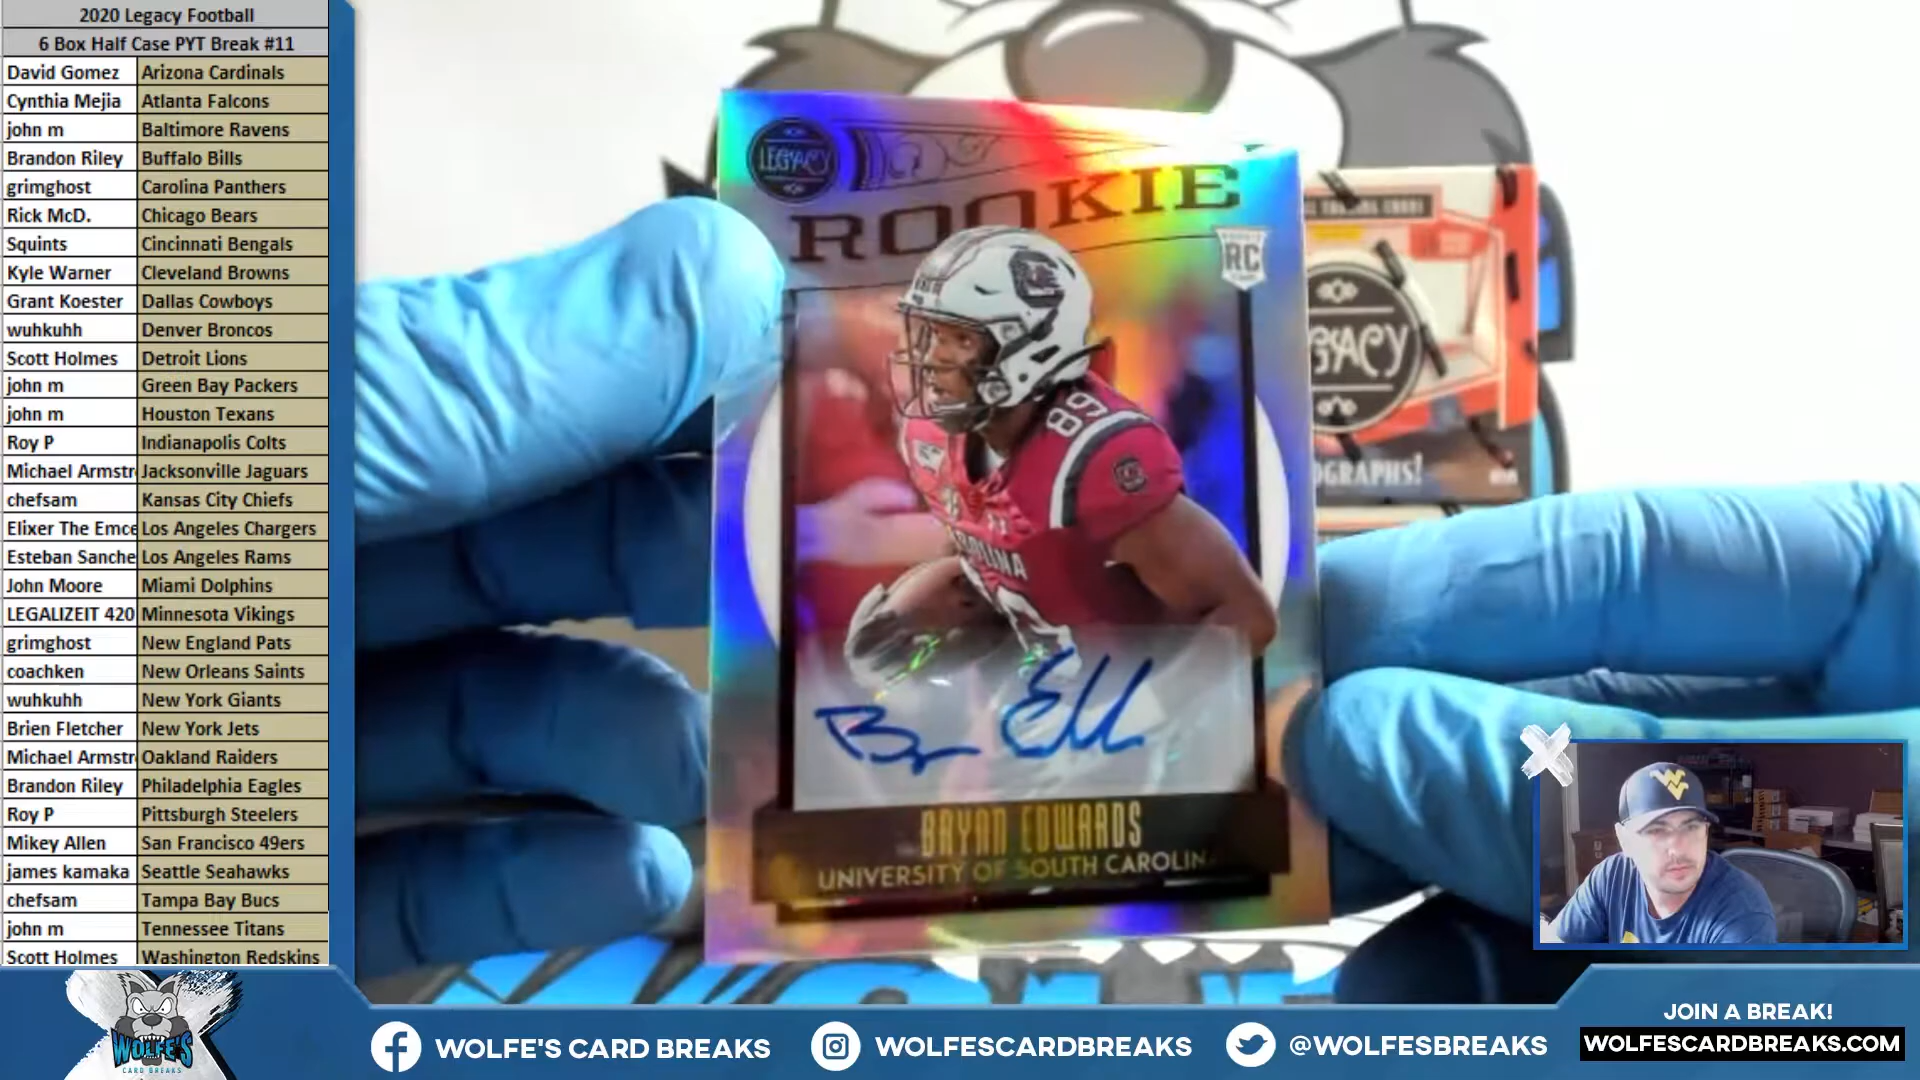 2020 Legacy Football
6 Box Half Case PYT Break #11
David Gomez Arizona Cardinals
Cynthia Mejia Atlanta Falcons
john m Baltimore Ravens
Brandon Riley Buffalo Bills
grimghost Carolina Panthers
Rick McD. Chicago Bears
Squints Cincinnati Bengals
Kyle Warner Cleveland Browns
Grant Koester Dallas Cowboys
wuhkuhh Denver Broncos
Scott Holmes Detroit Lions
john m Green Bay Packers
john m Houston Texans
Roy P Indianapolis Colts
Michael Armstr Jacksonville Jaguars
chefsam Kansas City Chiefs
Elixer The Emce Los Angeles Chargers
Esteban Sanche Los Angeles Rams
John Moore Miami Dolphins
LEGALIZEIT 420 Minnesota Vikings
grimghost New England Pats
coachken New Orleans Saints
wuhkuhh New York Giants
Brien Fletcher New York Jets
Michael Armstr Oakland Raiders
Brandon Riley Philadelphia Eagles
Roy P Pittsburgh Steelers
Mikey Allen San Francisco 49ers
james kamaka Seattle Seahawks
chefsam Tampa Bay Bucs
john m Tennessee Titans
Scott Holmes Washington Redskins
LEGACY
ROOKIE
RC
89
ROLINA
BRYAN EDWARDS
UNIVERSITY OF SOUTH CAROLIN
GACY
OGRAPHS!
WOLFE'S
CARD BREAKS
WOLFE'S CARD BREAKS
WOLFESCARDBREAKS
@WOLFESBREAKS
JOIN A BREAK!
WOLFESCARDBREAKS.COM